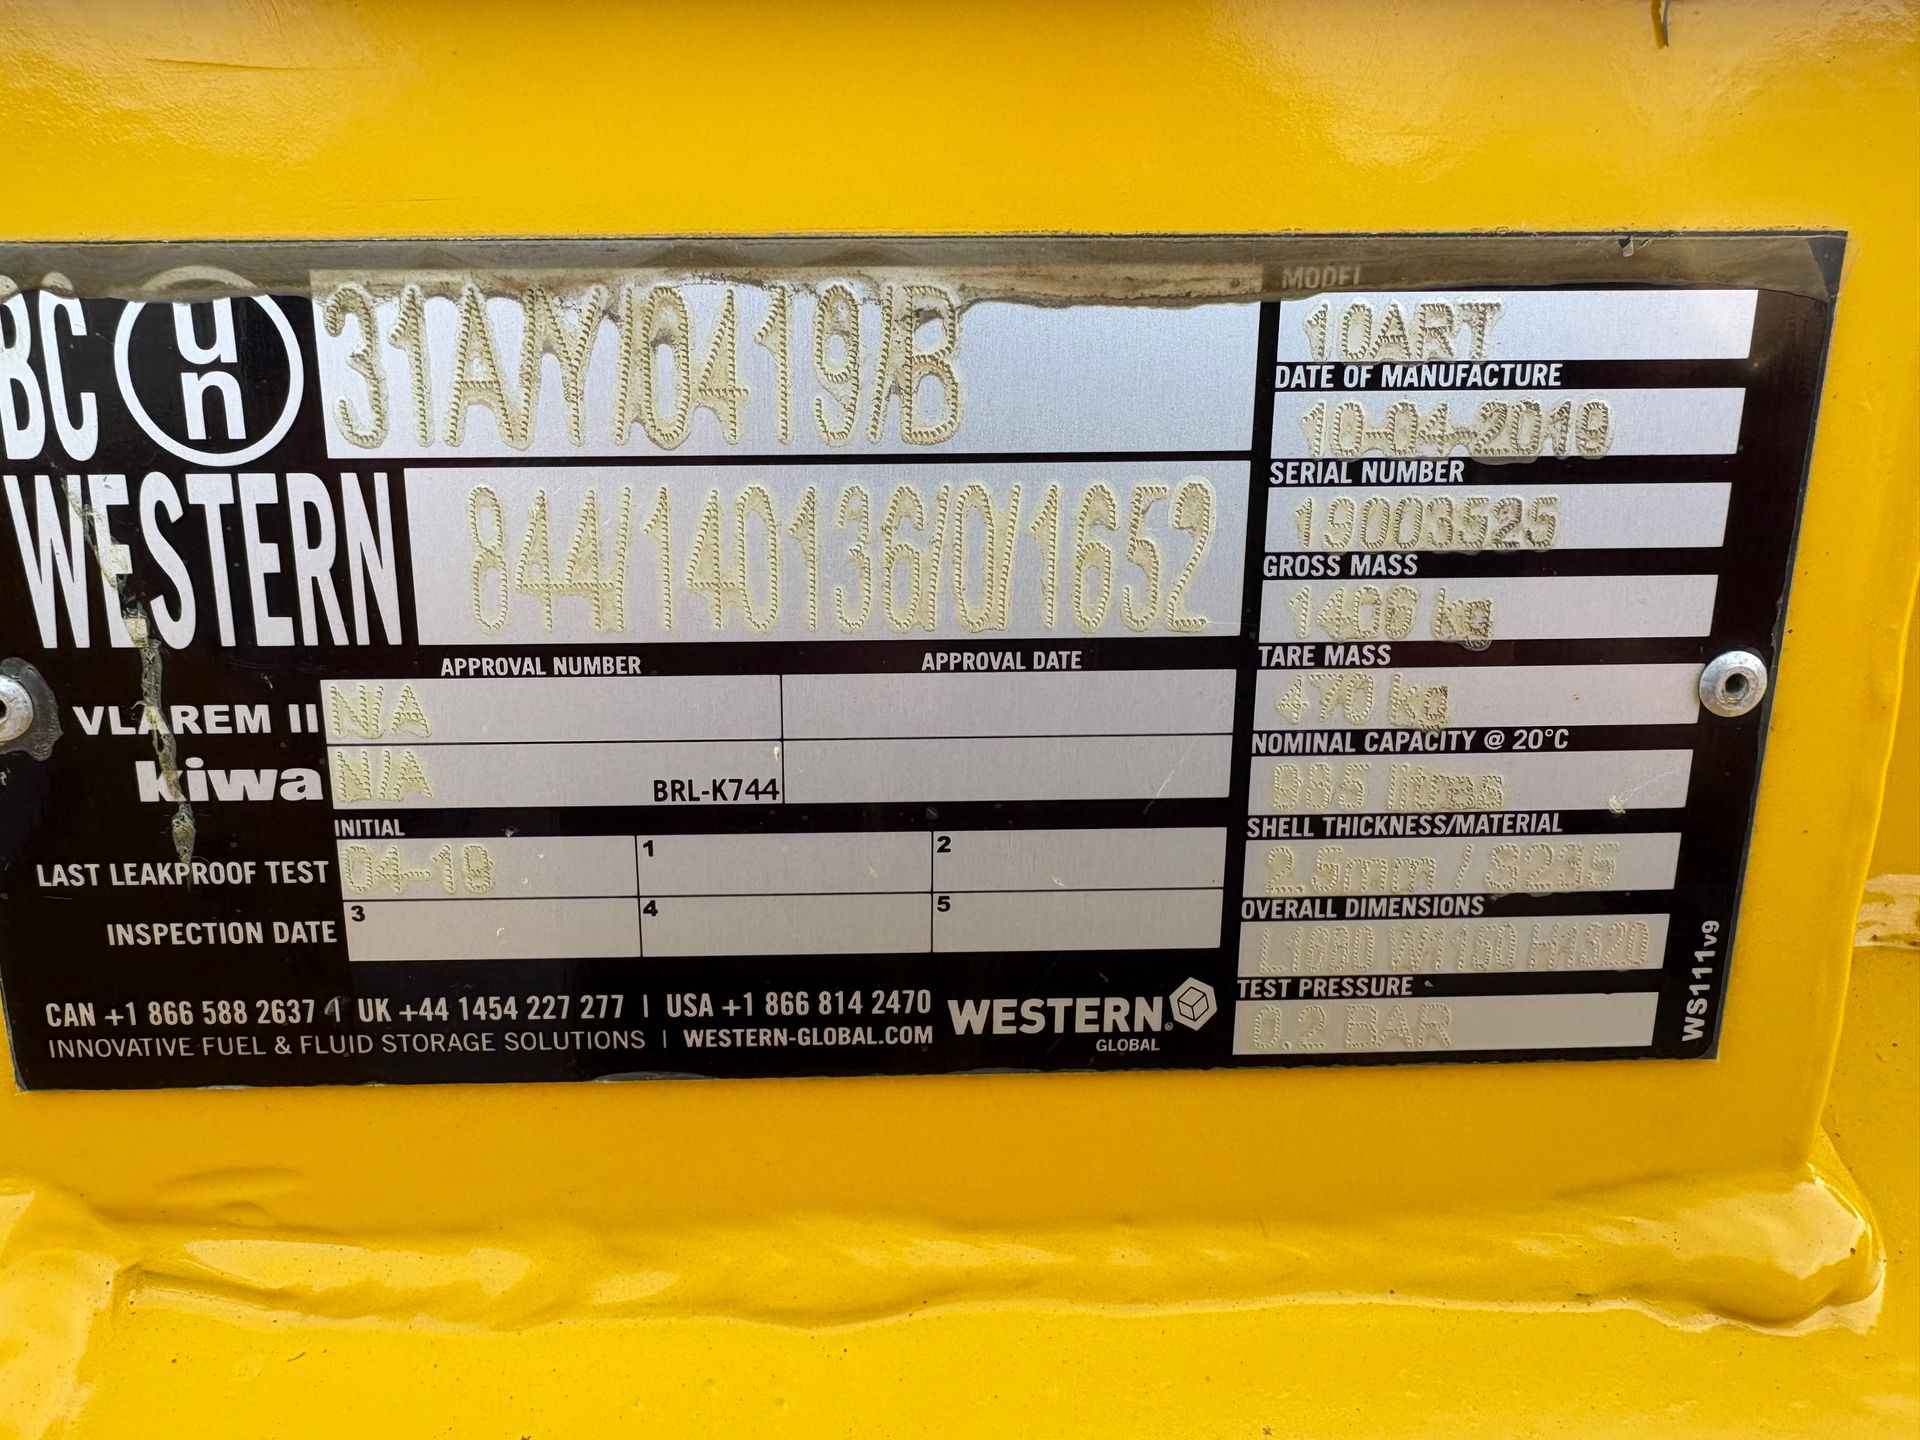 BC un 31A/Y/0419/B
WESTERN 844/140136/0/1652
APPROVAL NUMBER APPROVAL DATE
VLAREM II N/A
kiwa N/A BRL-K744
INITIAL 1 2
LAST LEAKPROOF TEST 04-19
3 4 5
INSPECTION DATE
CAN +1 866 588 2637 | UK +44 1454 227 277 | USA +1 866 814 2470
INNOVATIVE FUEL & FLUID STORAGE SOLUTIONS | WESTERN-GLOBAL.COM
WESTERN
GLOBAL
MODEL
10ART
DATE OF MANUFACTURE
10-04-2019
SERIAL NUMBER
19003525
GROSS MASS
kg
TARE MASS
kg
NOMINAL CAPACITY @ 20°C
SHELL THICKNESS/MATERIAL
2.5mm / S235
OVERALL DIMENSIONS
TEST PRESSURE
0.2 BAR
WS111v9